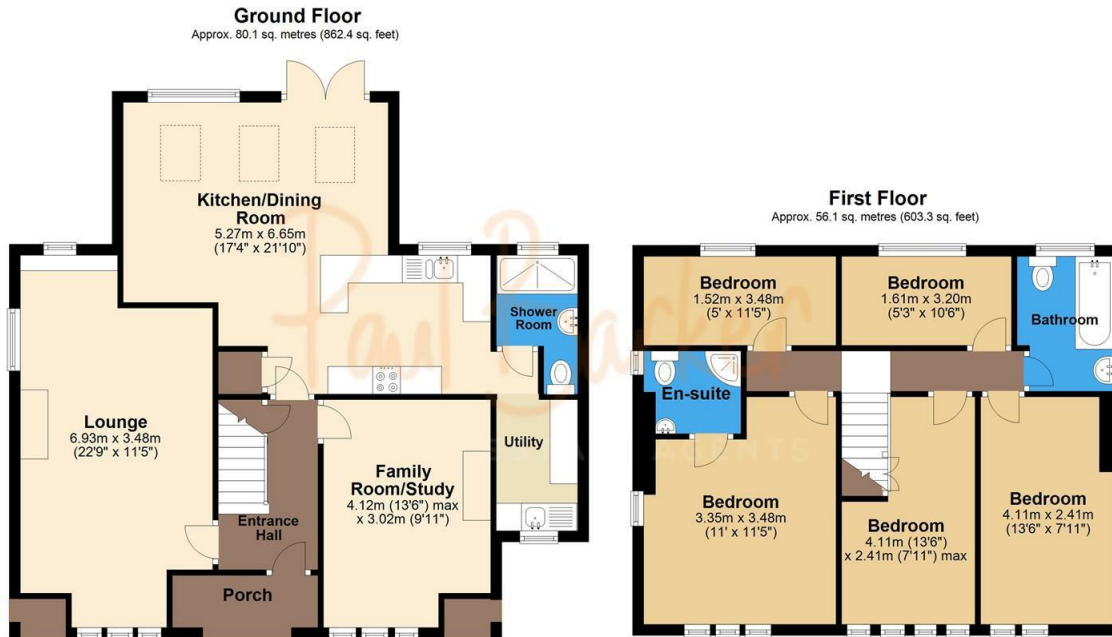 Ground Floor
Approx. 80.1 sq. metres (862.4 sq. feet)
Kitchen/Dining
Room
5.27m x 6.65m
(17'4" x 21'10")
Shower
Room
Lounge
6.93m x 3.48m
(22'9" x 11'5")
Utility
Family
Room/Study
4.12m (13'6") max
x 3.02m (9'11")
Entrance
Hall
Porch
First Floor
Approx. 56.1 sq. metres (603.3 sq. feet)
Bedroom
1.52m x 3.48m
(5' x 11'5")
Bedroom
1.61m x 3.20m
(5'3" x 10'6")
Bathroom
En-suite
Bedroom
3.35m x 3.48m
(11' x 11'5")
Bedroom
4.11m (13'6")
x 2.41m (7'11") max
Bedroom
4.11m x 2.41m
(13'6" x 7'11")
Paul Barker
ESTATE AGENTS